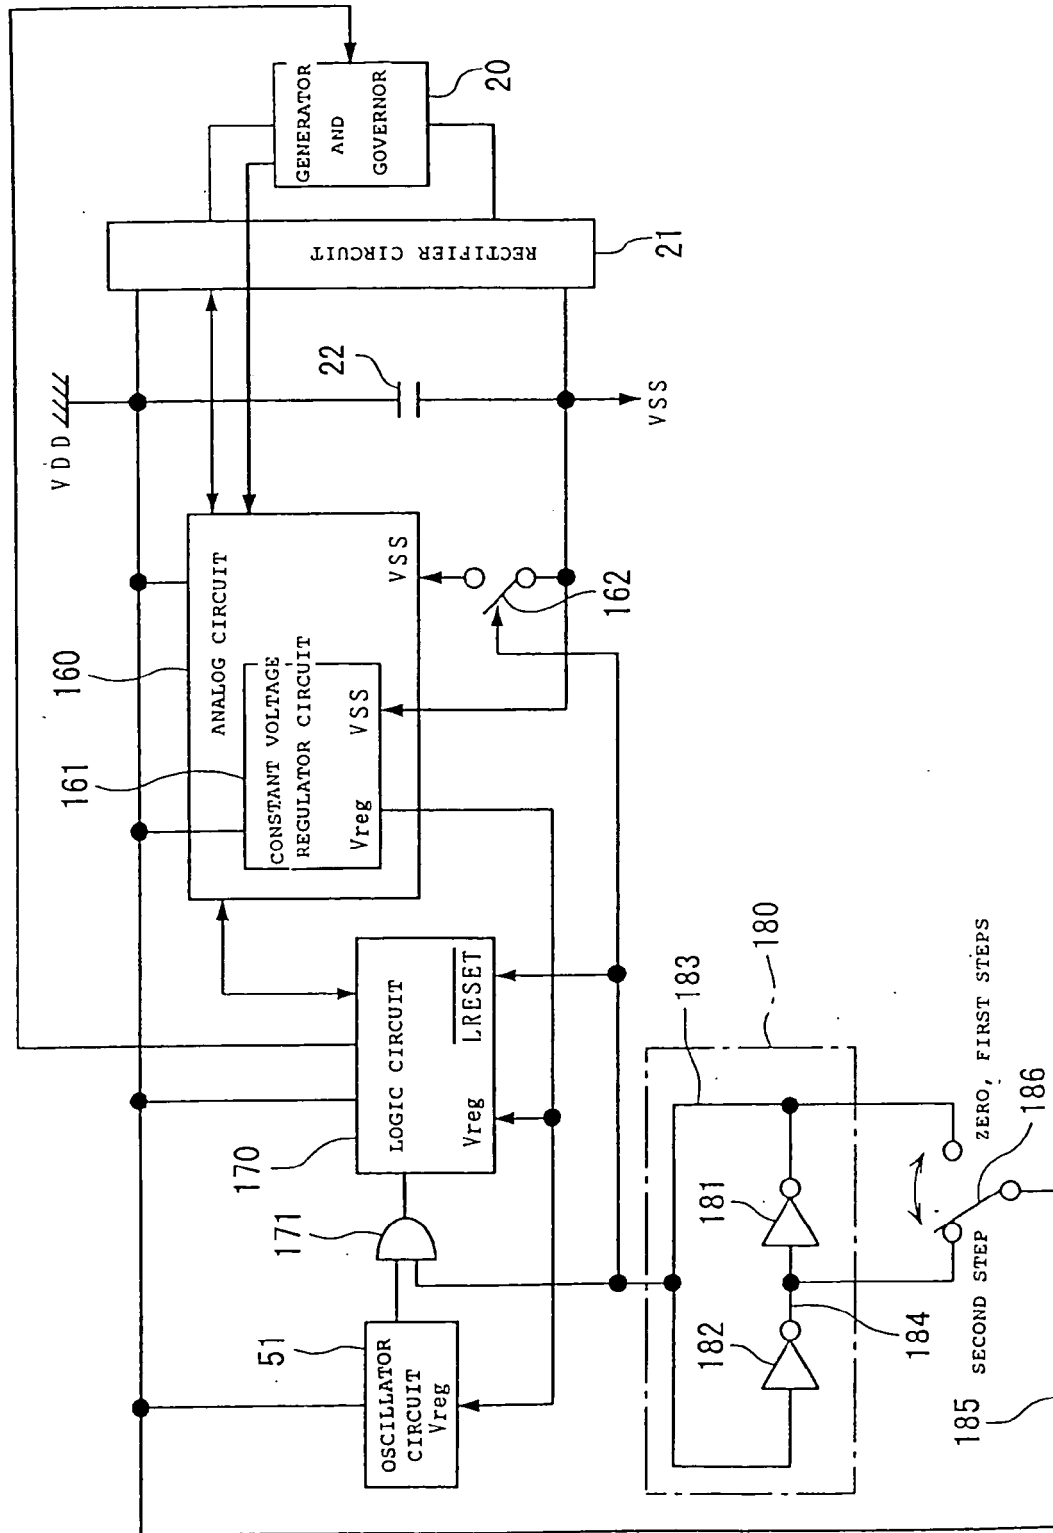 GENERATOR
AND
GOVERNOR
20
RECTIFIER CIRCUIT
21
VDD
22
VSS
160
ANALOG CIRCUIT
VSS
162
161
CONSTANT VOLTAGE
REGULATOR CIRCUIT
Vreg
VSS
170
LOGIC CIRCUIT
Vreg
LRESET
171
51
OSCILLATOR
CIRCUIT
Vreg
180
183
181
182
184
185
SECOND STEP
ZERO, FIRST STEPS
186